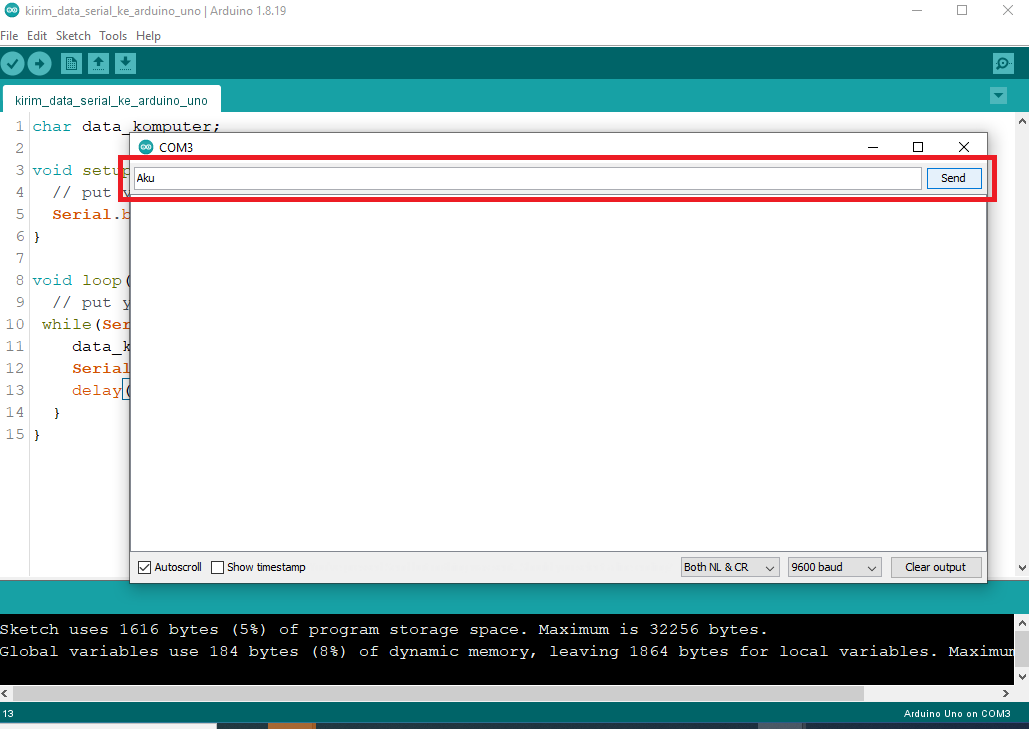 kirim_data_serial_ke_arduino_uno | Arduino 1.8.19
File Edit Sketch Tools Help
kirim_data_serial_ke_arduino_uno
1 char data_komputer;
2
COM3
3 void setup
Aku Send
4 // put
5 Serial.b
6 }
7
8 void loop(
9 // put y
10 while(Ser
11 data_k
12 Serial
13 delay(
14 }
15 }
Autoscroll Show timestamp Both NL & CR 9600 baud Clear output
Sketch uses 1616 bytes (5%) of program storage space. Maximum is 32256 bytes.
Global variables use 184 bytes (8%) of dynamic memory, leaving 1864 bytes for local variables. Maximum
13 Arduino Uno on COM3